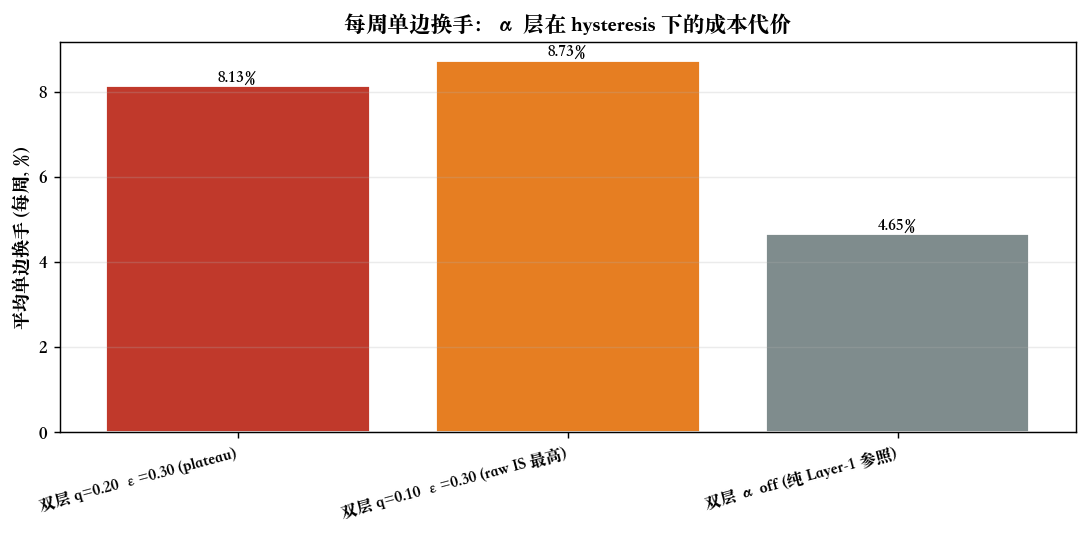 每周单边换手： α 层在 hysteresis 下的成本代价
平均单边换手 (每周, %)
8
6
4
2
0
8.13%
8.73%
4.65%
双层 q=0.20 ε=0.30 (plateau)
双层 q=0.10 ε=0.30 (raw IS 最高)
双层 α off (纯 Layer-1 参照)